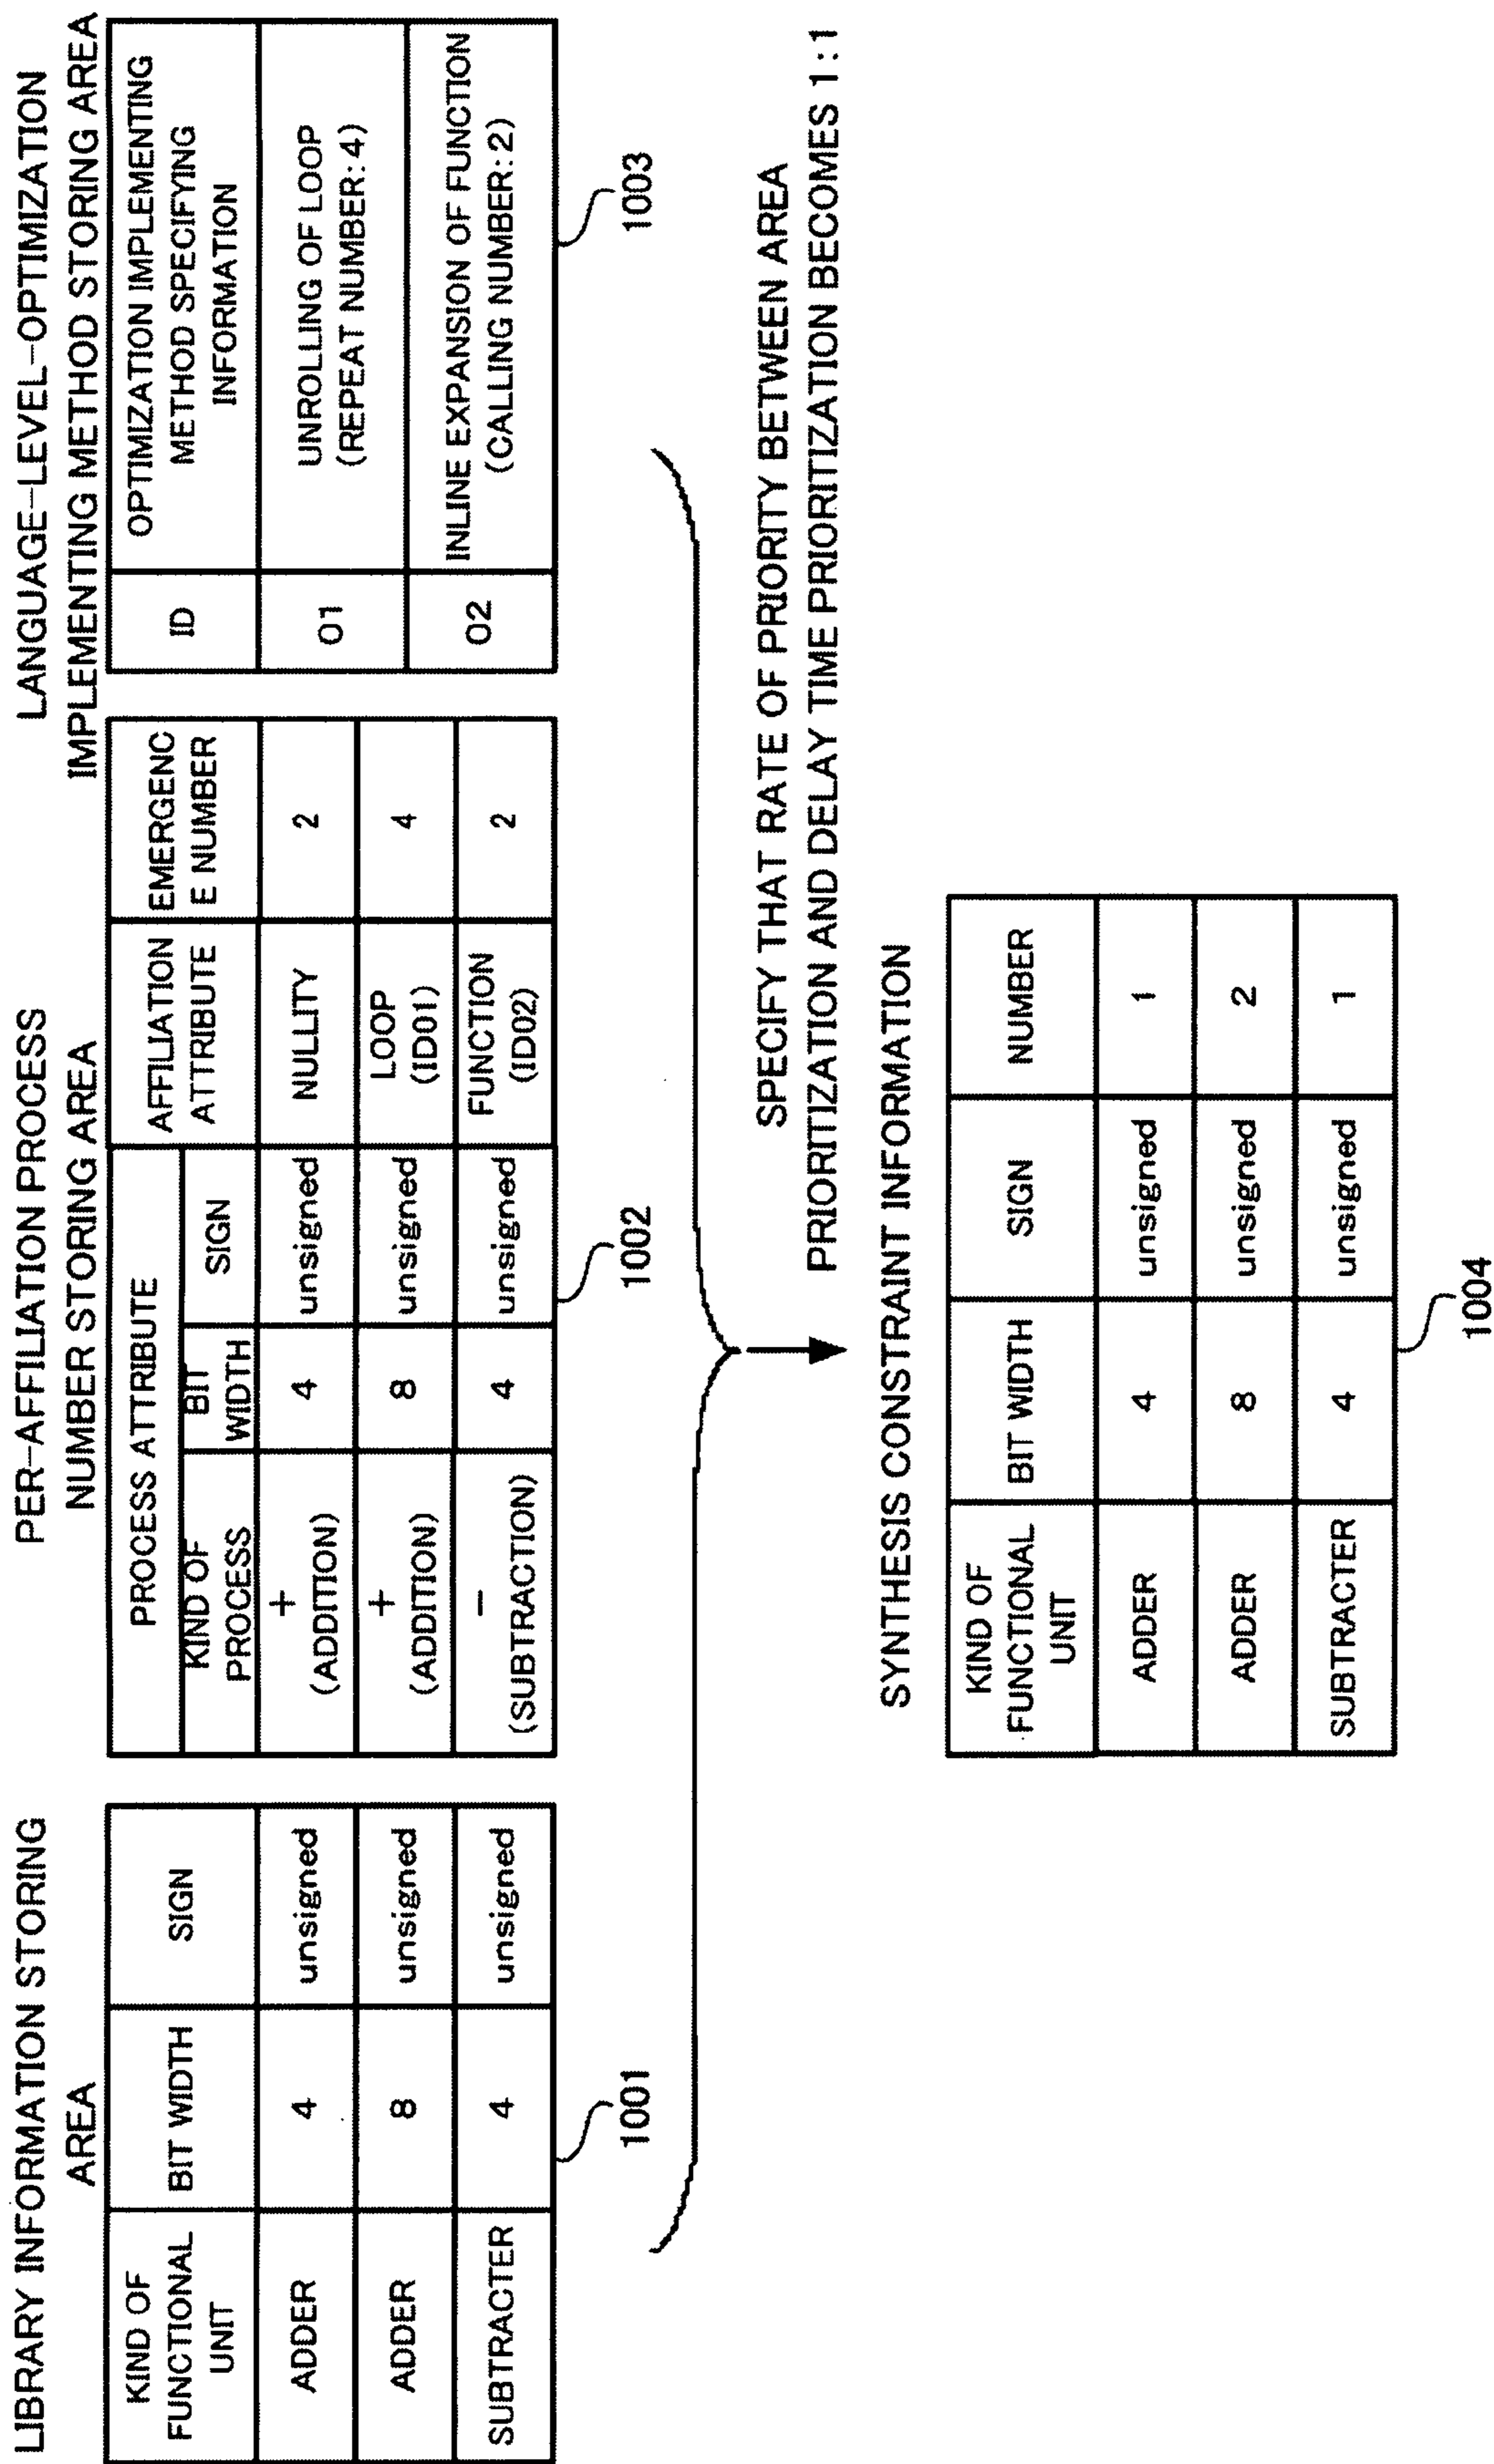 LIBRARY INFORMATION STORING
AREA
KIND OF
FUNCTIONAL
UNIT
BIT WIDTH
SIGN
ADDER
4
unsigned
ADDER
8
unsigned
SUBTRACTER
4
unsigned
1001
PER-AFFILIATION PROCESS
NUMBER STORING AREA
PROCESS ATTRIBUTE
AFFILIATION
ATTRIBUTE
EMERGENC
E NUMBER
KIND OF
PROCESS
BIT
WIDTH
SIGN
+
(ADDITION)
4
unsigned
NULLITY
2
+
(ADDITION)
8
unsigned
LOOP
(ID01)
4
-
(SUBTRACTION)
4
unsigned
FUNCTION
(ID02)
2
1002
LANGUAGE-LEVEL-OPTIMIZATION
IMPLEMENTING METHOD STORING AREA
ID
OPTIMIZATION IMPLEMENTING
METHOD SPECIFYING
INFORMATION
01
UNROLLING OF LOOP
(REPEAT NUMBER:4)
02
INLINE EXPANSION OF FUNCTION
(CALLING NUMBER:2)
1003
SPECIFY THAT RATE OF PRIORITY BETWEEN AREA
PRIORITIZATION AND DELAY TIME PRIORITIZATION BECOMES 1:1
SYNTHESIS CONSTRAINT INFORMATION
KIND OF
FUNCTIONAL
UNIT
BIT WIDTH
SIGN
NUMBER
ADDER
4
unsigned
1
ADDER
8
unsigned
2
SUBTRACTER
4
unsigned
1
1004